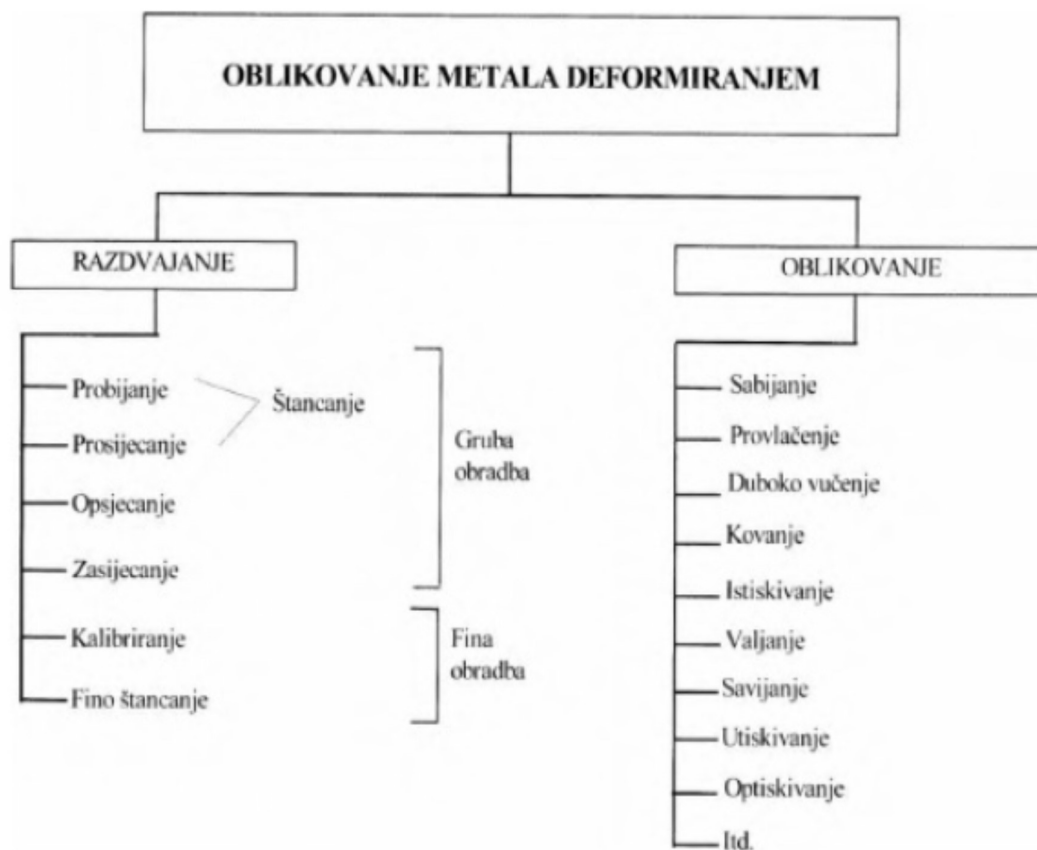 OBLIKOVANJE METALA DEFORMIRANJEM
RAZDVAJANJE
Probijanje
Prosijecanje
Štancanje
Opsjecanje
Zasijecanje
Gruba
obradba
Kalibriranje
Fino štancanje
Fina
obradba
OBLIKOVANJE
Sabijanje
Provlačenje
Duboko vučenje
Kovanje
Istiskivanje
Valjanje
Savijanje
Utiskivanje
Optiskivanje
Itd.